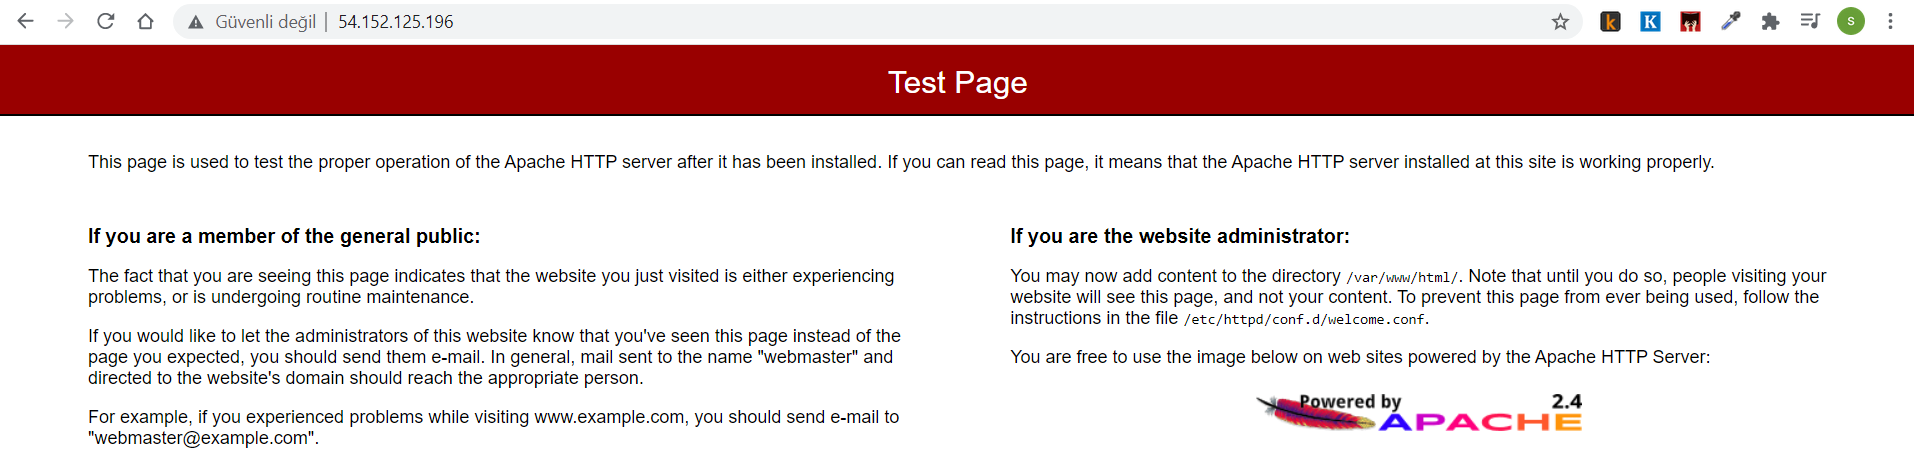 Güvenli değil | 54.152.125.196
k
K
s
Test Page
This page is used to test the proper operation of the Apache HTTP server after it has been installed. If you can read this page, it means that the Apache HTTP server installed at this site is working properly.
If you are a member of the general public:
The fact that you are seeing this page indicates that the website you just visited is either experiencing
problems, or is undergoing routine maintenance.
If you would like to let the administrators of this website know that you've seen this page instead of the
page you expected, you should send them e-mail. In general, mail sent to the name "webmaster" and
directed to the website's domain should reach the appropriate person.
For example, if you experienced problems while visiting www.example.com, you should send e-mail to
"webmaster@example.com".
If you are the website administrator:
You may now add content to the directory /var/www/html/. Note that until you do so, people visiting your
website will see this page, and not your content. To prevent this page from ever being used, follow the
instructions in the file /etc/httpd/conf.d/welcome.conf.
You are free to use the image below on web sites powered by the Apache HTTP Server:
Powered by 2.4
APACHE